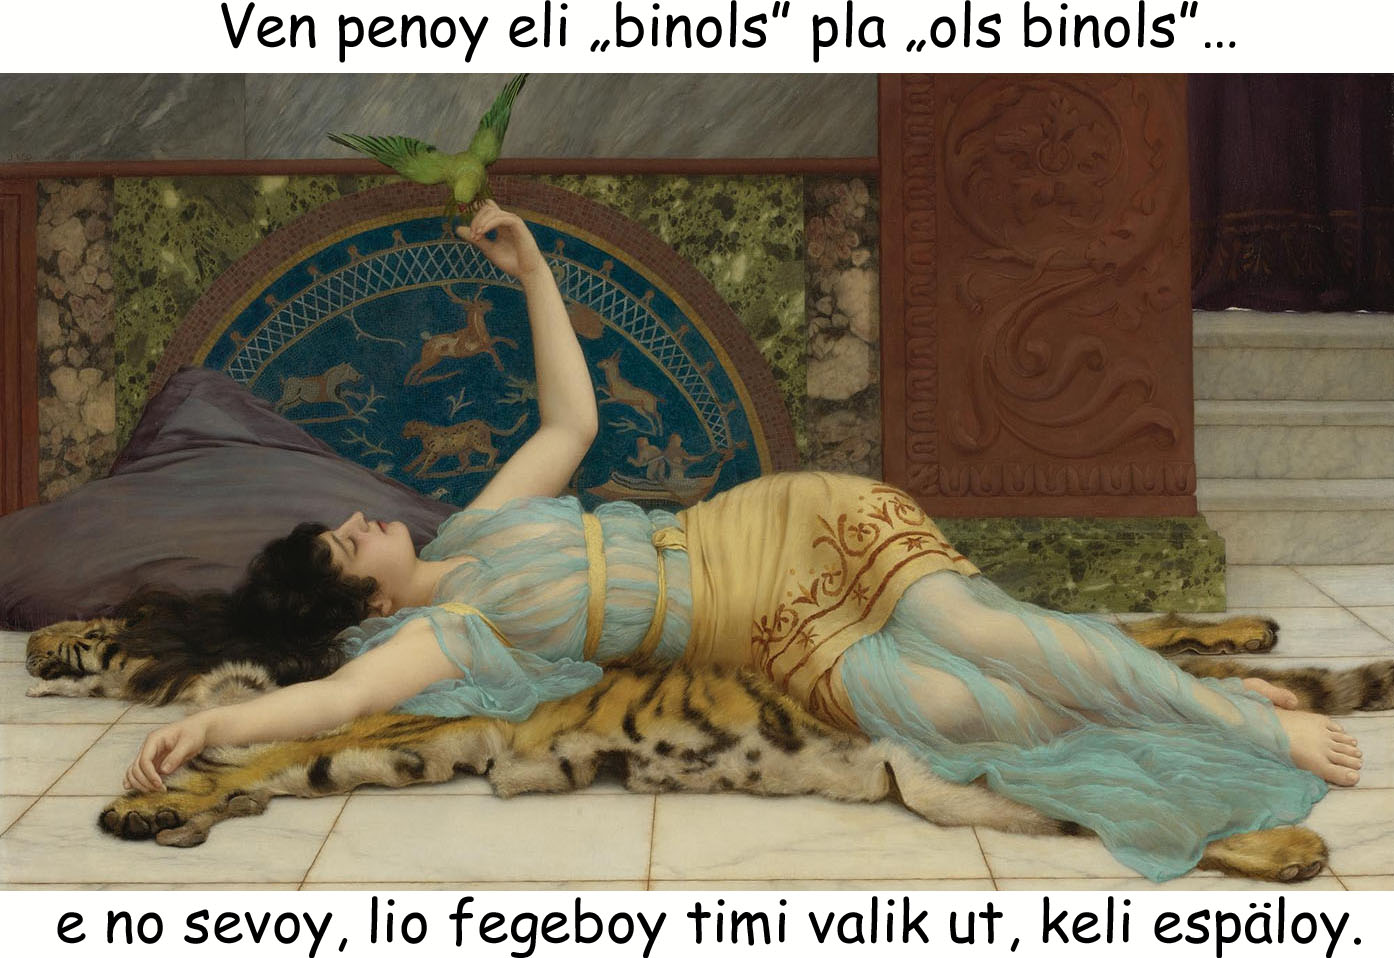 Ven penoy eli „binols” pla „ols binols”...
e no sevoy, lio fegeboy timi valik ut, keli espäloy.